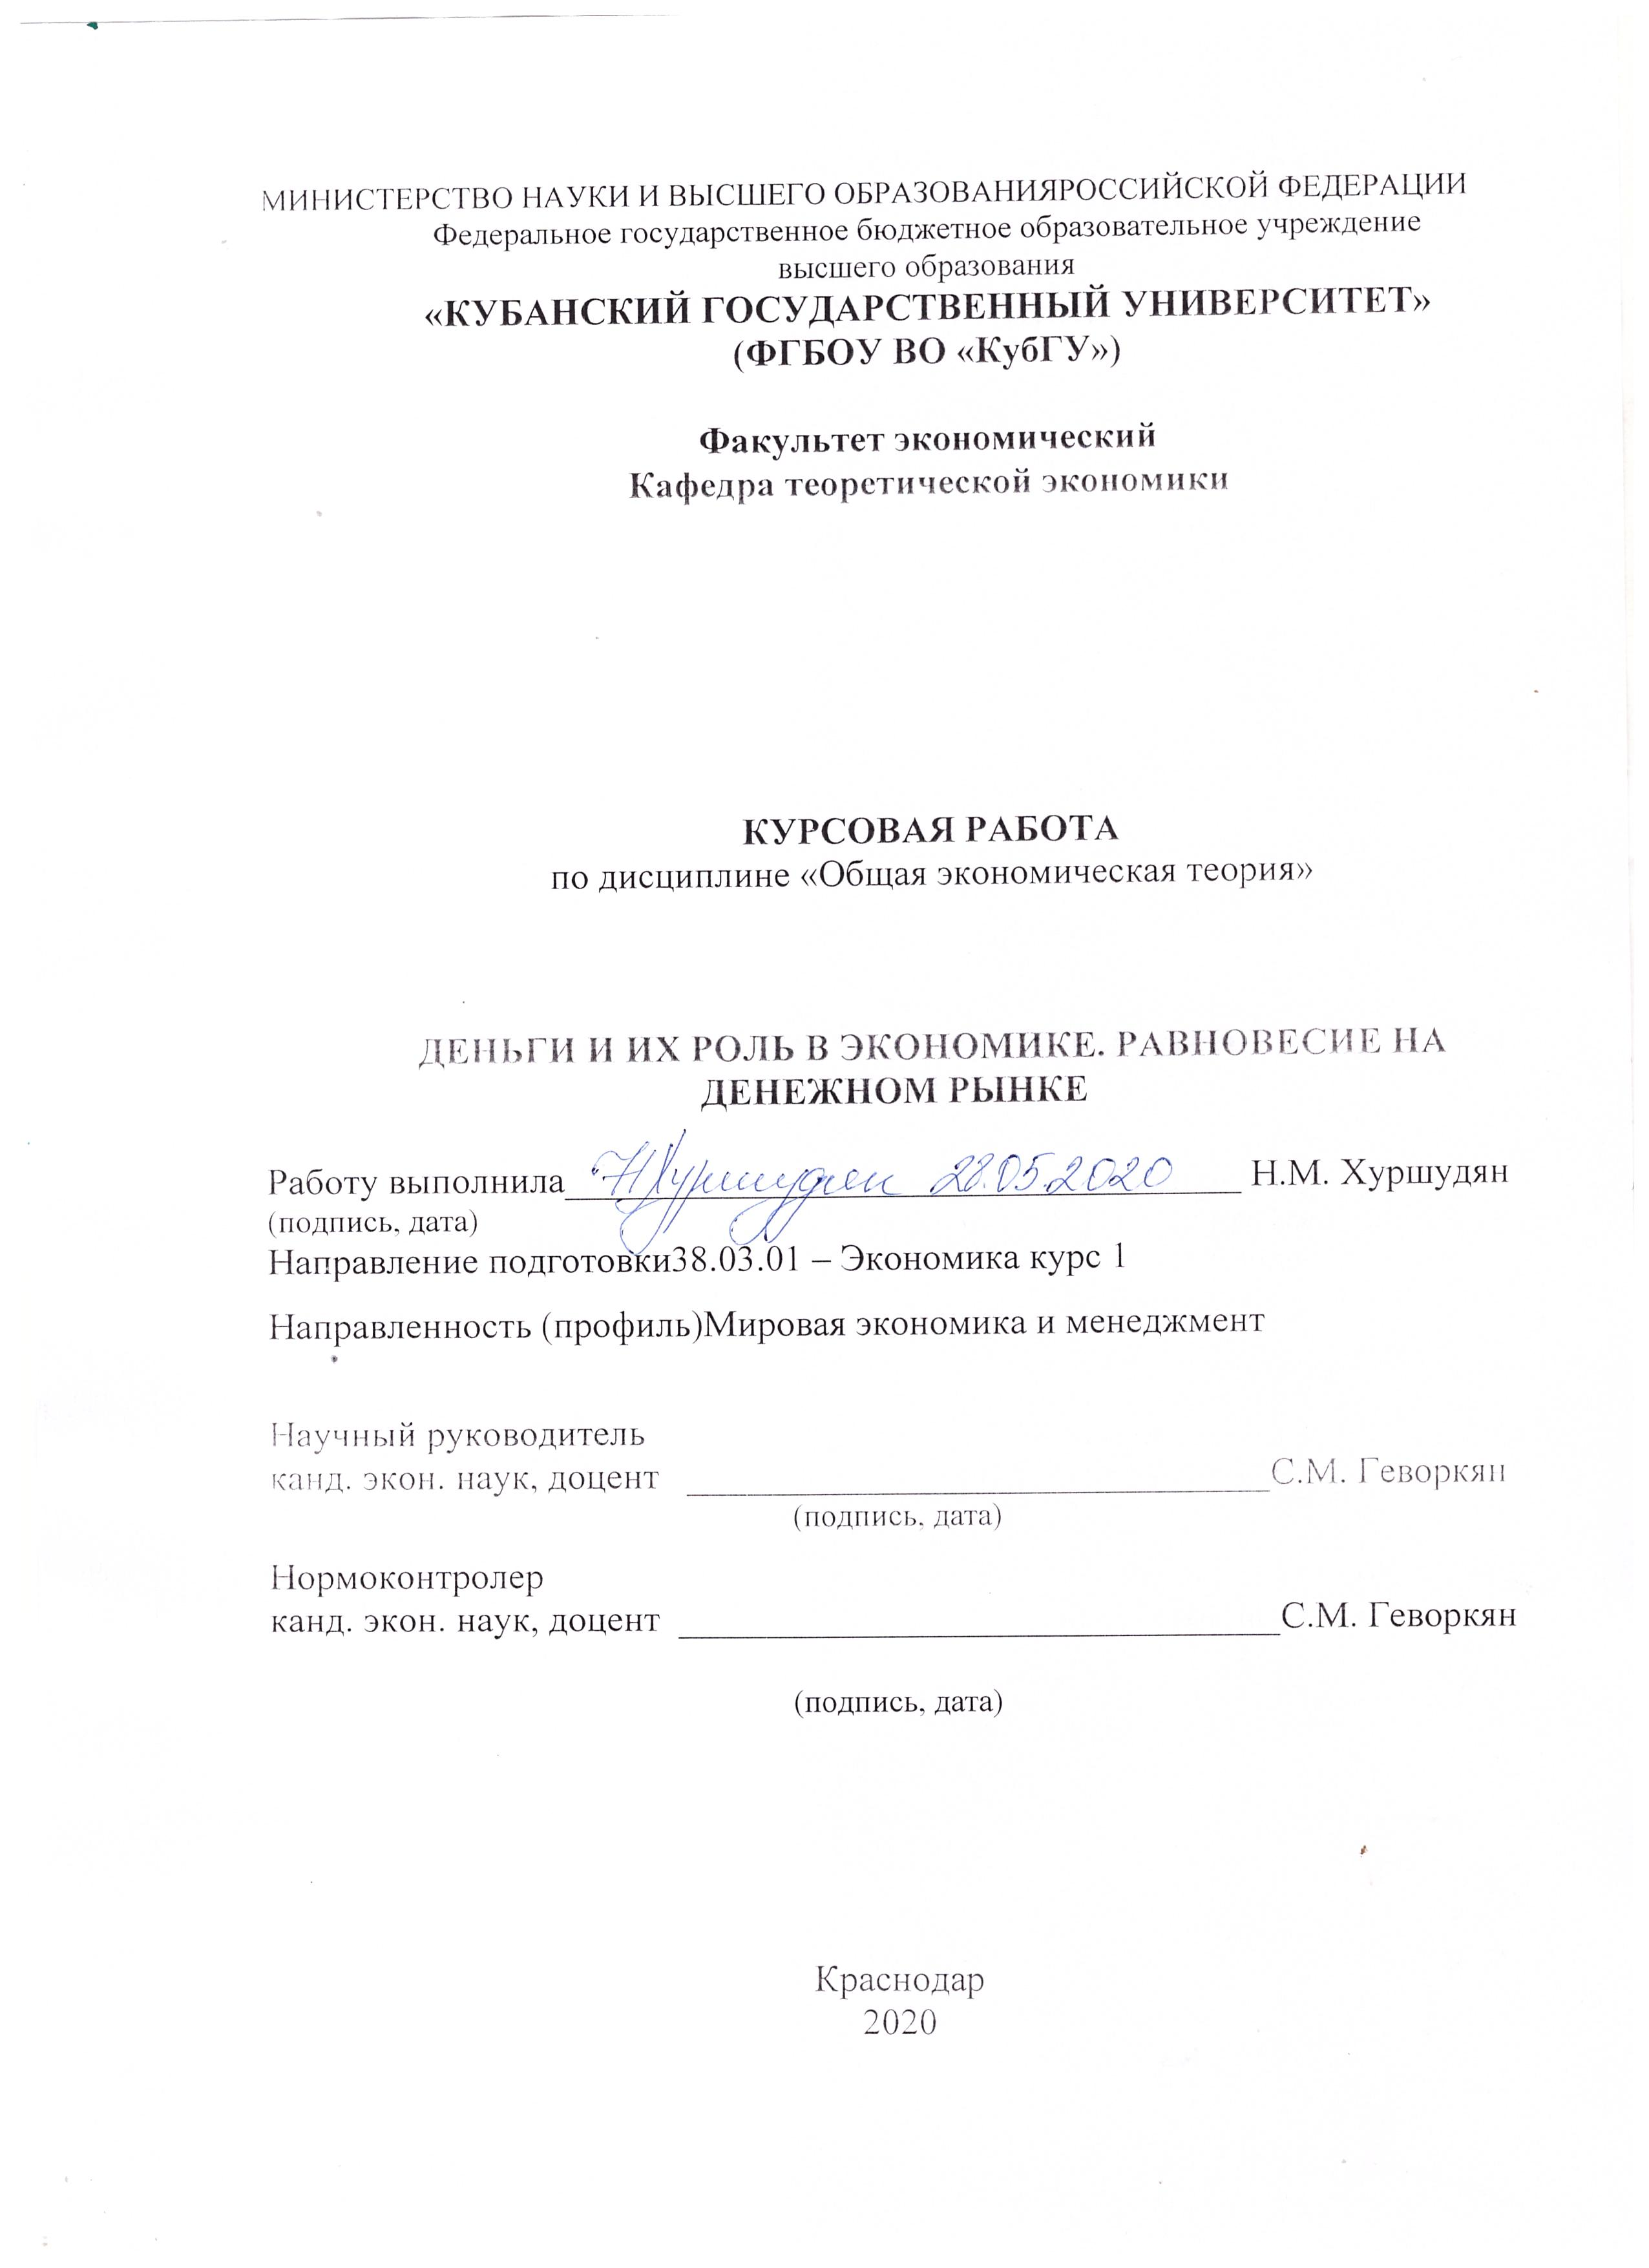 МИНИСТЕРСТВО НАУКИ И ВЫСШЕГО ОБРАЗОВАНИЯРОССИЙСКОЙ ФЕДЕРАЦИИ
Федеральное государственное бюджетное образовательное учреждение
высшего образования
«КУБАНСКИЙ ГОСУДАРСТВЕННЫЙ УНИВЕРСИТЕТ»
(ФГБОУ ВО «КубГУ»)
Факультет экономический
Кафедра теоретической экономики
КУРСОВАЯ РАБОТА
по дисциплине «Общая экономическая теория»
ДЕНЬГИ И ИХ РОЛЬ В ЭКОНОМИКЕ. РАВНОВЕСИЕ НА
ДЕНЕЖНОМ РЫНКЕ
Работу выполнила НХуршудян 28.05.2020 Н.М. Хуршудян
(подпись, дата)
Направление подготовки38.03.01 – Экономика курс 1
Направленность (профиль)Мировая экономика и менеджмент
Научный руководитель
канд. экон. наук, доцент С.М. Геворкян
(подпись, дата)
Нормоконтролер
канд. экон. наук, доцент С.М. Геворкян
(подпись, дата)
Краснодар
2020